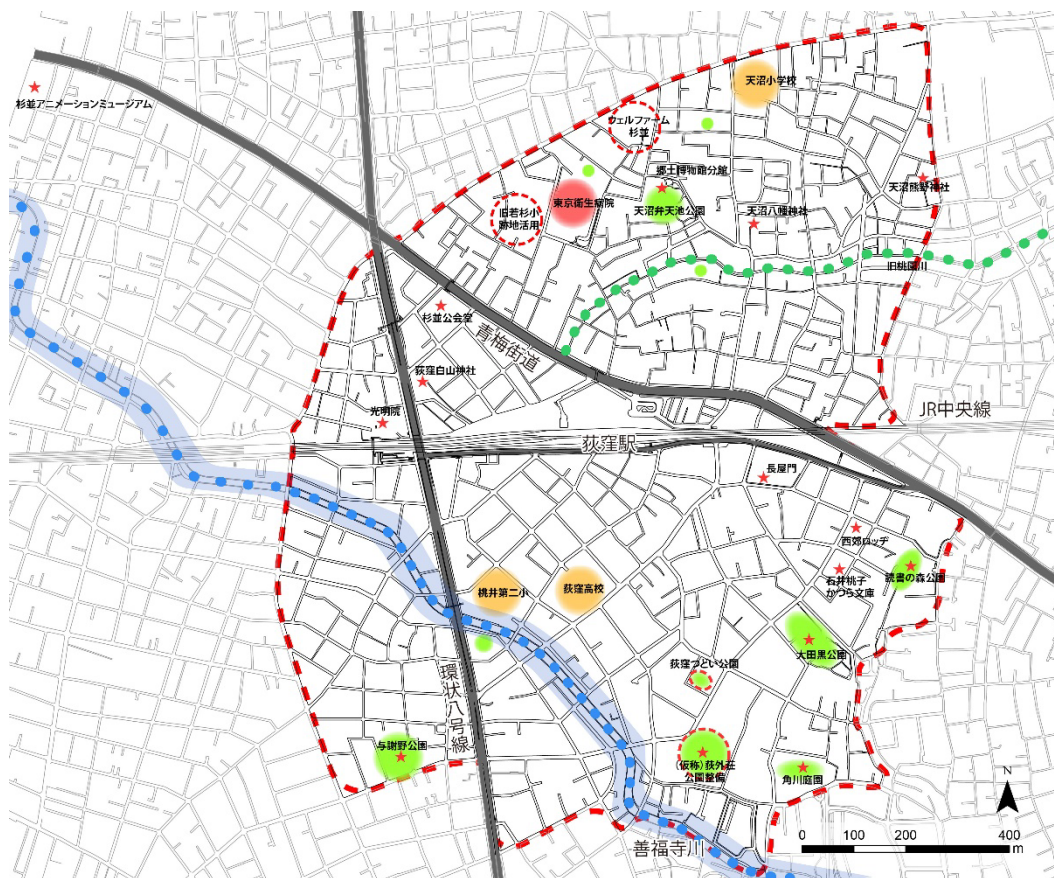 天沼小学校
杉並アニメーションミュージアム
ウェルファーム
杉並
郷土博物館分館
天沼熊野神社
東京衛生病院
旧若杉小
跡地活用
天沼弁天池公園
天沼八幡神社
旧桃園川
杉並公会堂
青梅街道
荻窪白山神社
光明院
JR中央線
荻窪駅
長屋門
西郊ロッヂ
石井桃子
かつら文庫
読書の森公園
桃井第二小
荻窪高校
大田黒公園
荻窪つどい公園
環状八号線
与謝野公園
(仮称)荻外荘
公園整備
角川庭園
N
0 100 200 400
m
善福寺川